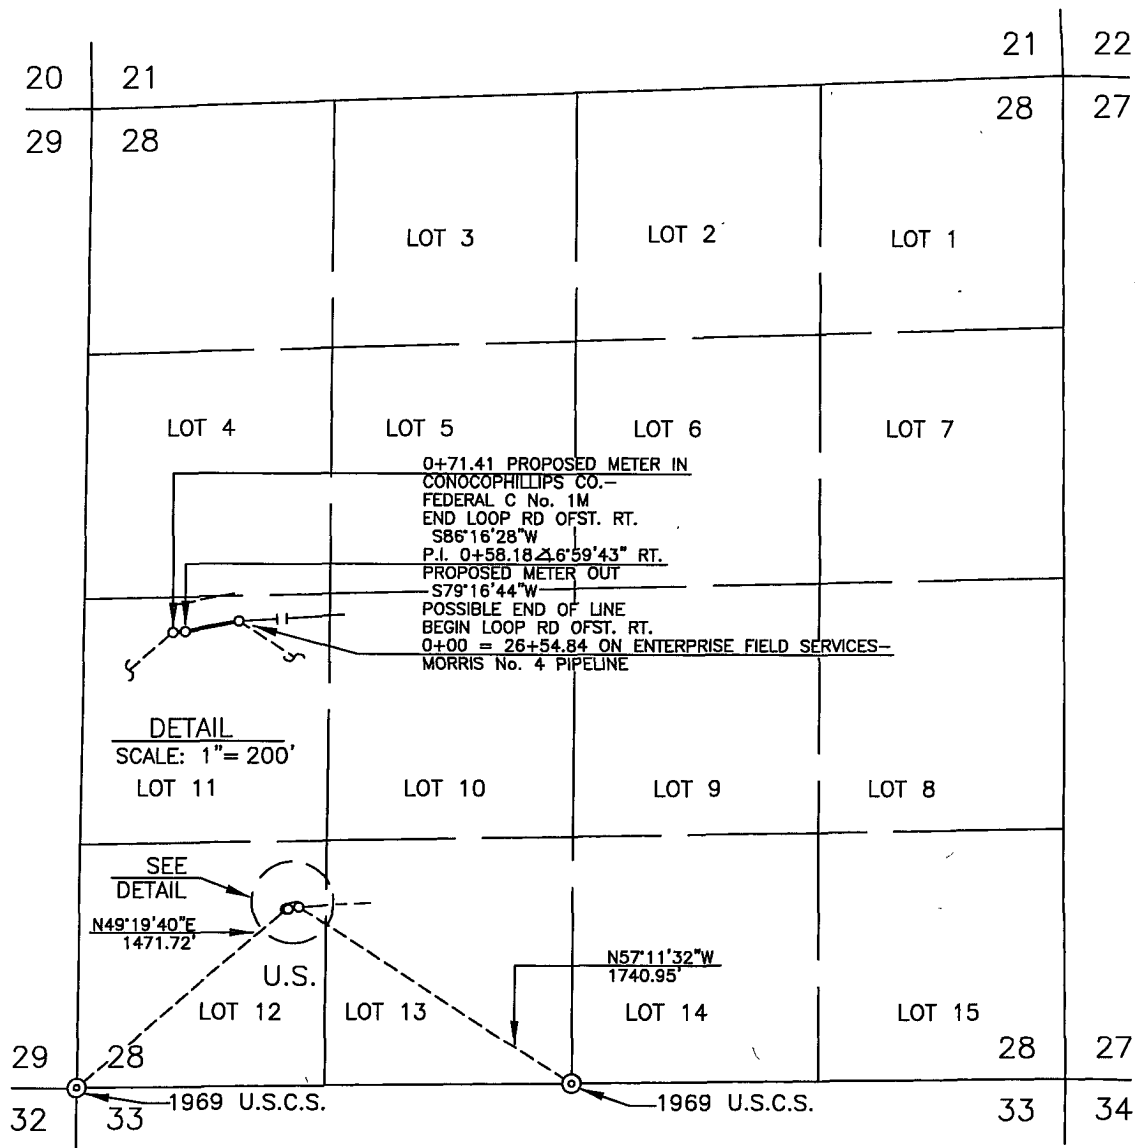 21 22
20 21
28 27
29 28
LOT 3
LOT 2
LOT 1
LOT 4
LOT 5
LOT 6
LOT 7
0+71.41 PROPOSED METER IN
CONOCOPHILLIPS CO.-
FEDERAL C No. 1M
END LOOP RD OFST. RT.
S86°16'28"W
P.I. 0+58.18∡6°59'43" RT.
PROPOSED METER OUT
S79°16'44"W
POSSIBLE END OF LINE
BEGIN LOOP RD OFST. RT.
0+00 = 26+54.84 ON ENTERPRISE FIELD SERVICES-
MORRIS No. 4 PIPELINE
DETAIL
SCALE: 1"= 200'
LOT 11
LOT 10
LOT 9
LOT 8
SEE
DETAIL
N49°19'40"E
1471.72'
N57°11'32"W
1740.95'
U.S.
LOT 12
LOT 13
LOT 14
LOT 15
29 28
28 27
1969 U.S.C.S.
1969 U.S.C.S.
32 33
33 34